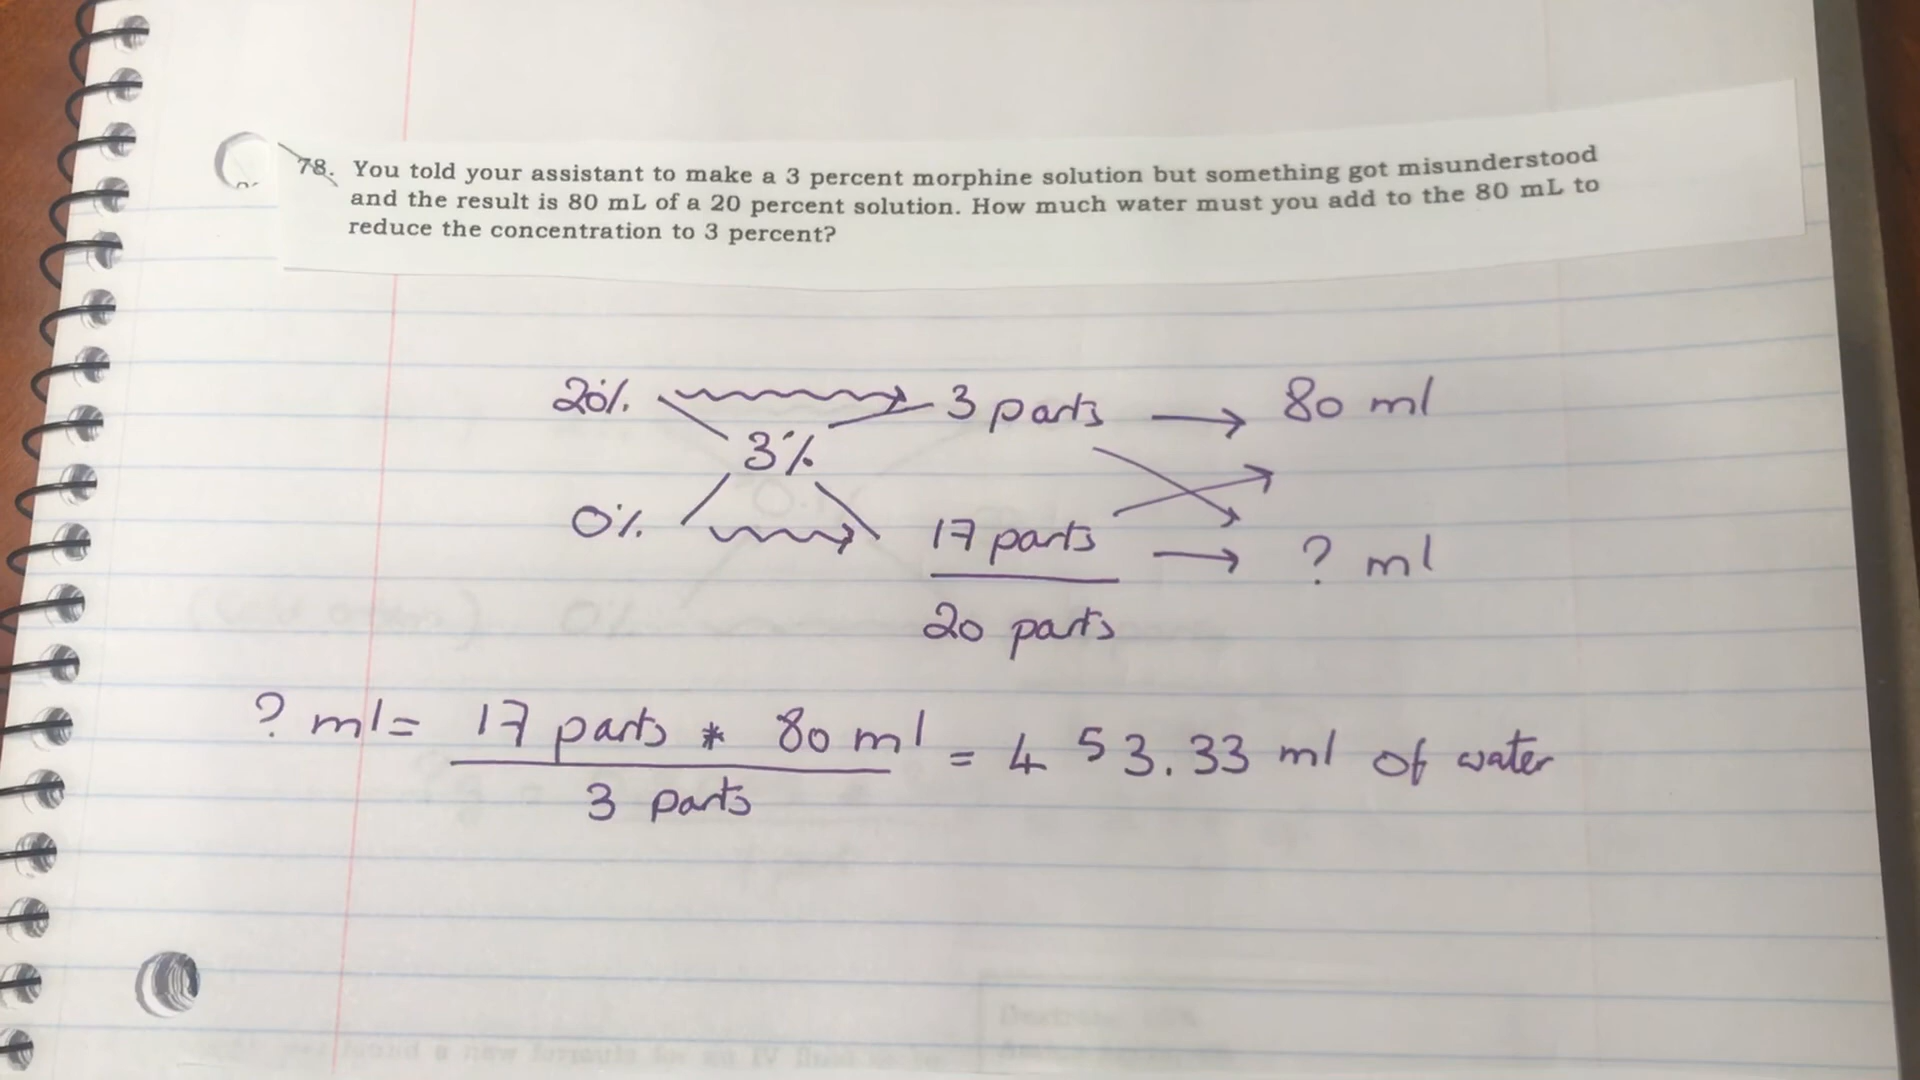 78. You told your assistant to make a 3 percent morphine solution but something got misunderstood
and the result is 80 mL of a 20 percent solution. How much water must you add to the 80 mL to
reduce the concentration to 3 percent?
20% 3 parts 80 ml
3%
0% 17 parts ? ml
20 parts
? ml = 17 parts * 80 ml = 453.33 ml of water
3 parts